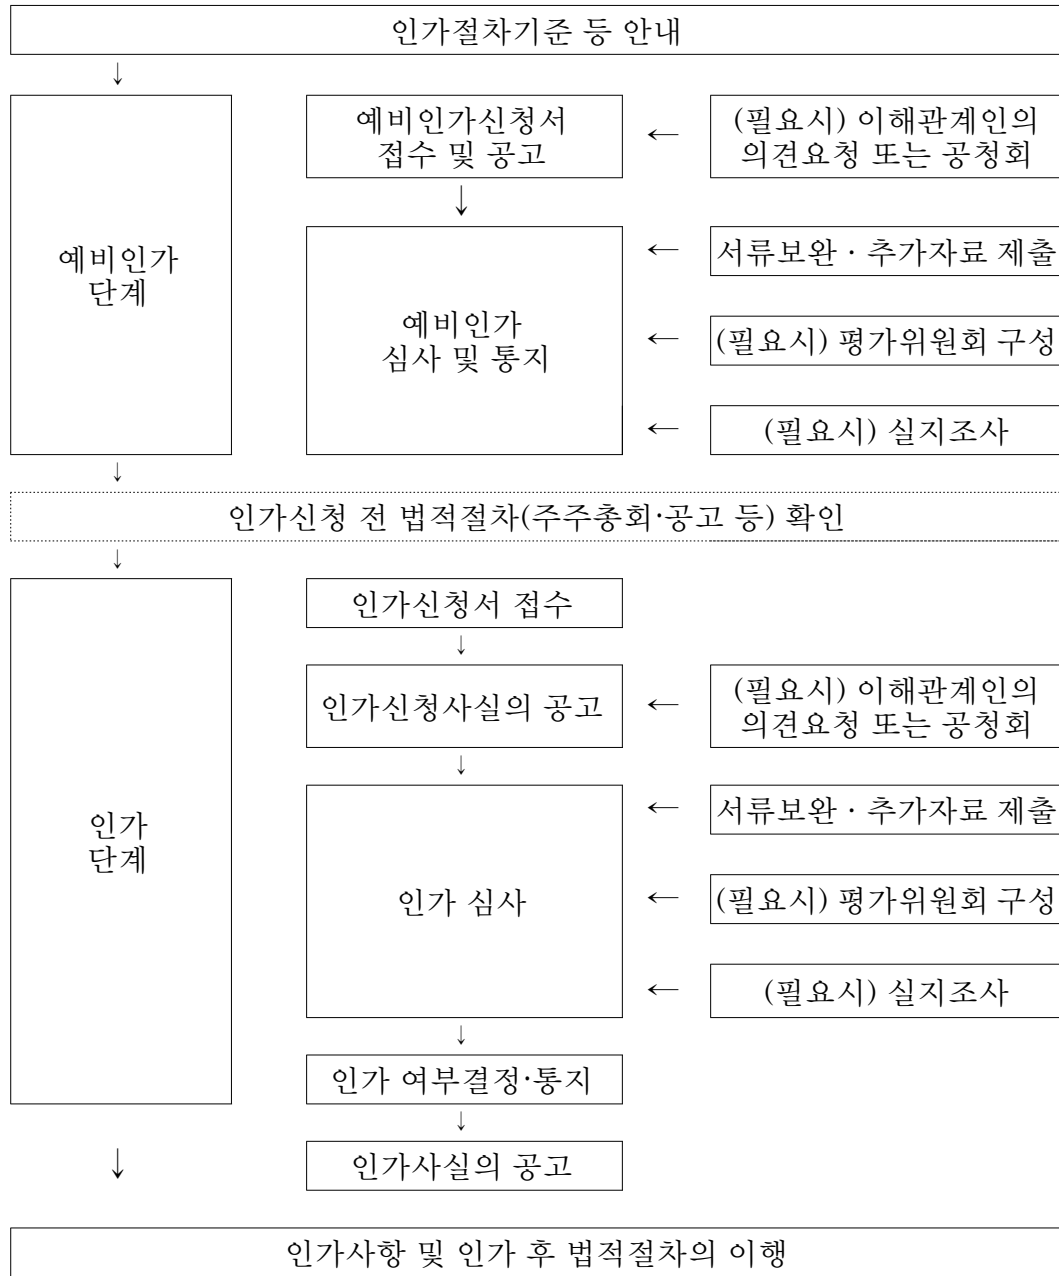 인가절차기준 등 안내
↓
예비인가신청서
접수 및 공고
←
(필요시) 이해관계인의
의견요청 또는 공청회
↓
예비인가
단계
예비인가
심사 및 통지
←
서류보완 · 추가자료 제출
←
(필요시) 평가위원회 구성
←
(필요시) 실지조사
↓
인가신청 전 법적절차(주주총회·공고 등) 확인
↓
인가
단계
인가신청서 접수
↓
인가신청사실의 공고
←
(필요시) 이해관계인의
의견요청 또는 공청회
↓
인가 심사
←
서류보완 · 추가자료 제출
←
(필요시) 평가위원회 구성
←
(필요시) 실지조사
↓
인가 여부결정·통지
↓
인가사실의 공고
↓
인가사항 및 인가 후 법적절차의 이행